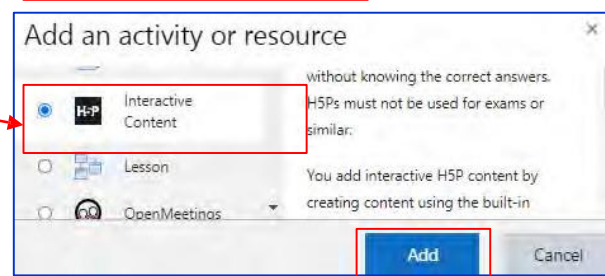 Add an activity or resource
×
H-P
Interactive
Content
Lesson
OpenMeetings
without knowing the correct answers.
H5Ps must not be used for exams or
similar.
You add interactive H5P content by
creating content using the built-in
Add
Cancel